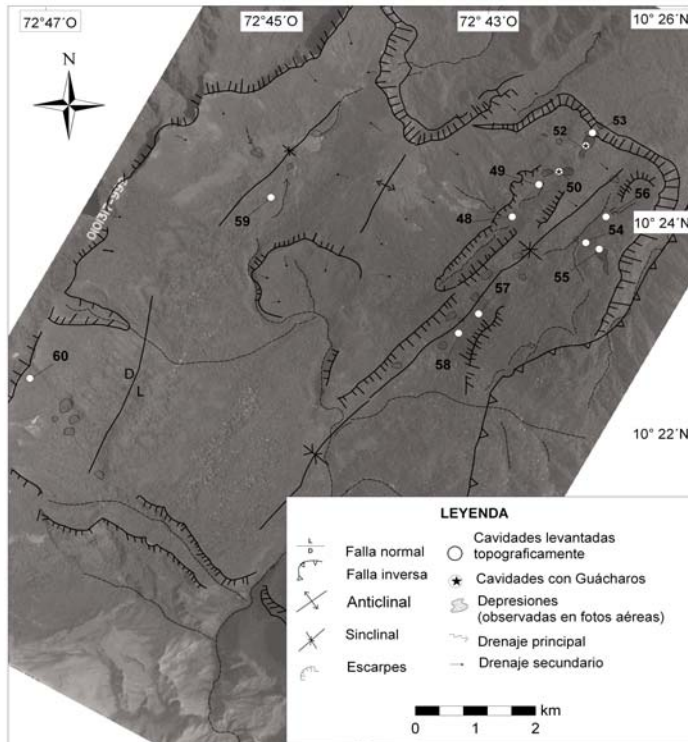 72°47'O
72°45'O
72°43'O
10° 26'N
N
53
52
49
50
56
48
54
59
10° 24'N
55
57
58
60
D
L
10° 22'N
LEYENDA
L
D
Falla normal
Falla inversa
Anticlinal
Sinclinal
Escarpes
Cavidades levantadas
topograficamente
Cavidades con Guácharos
Depresiones
(observadas en fotos aéreas)
Drenaje principal
Drenaje secundario
km
0 1 2